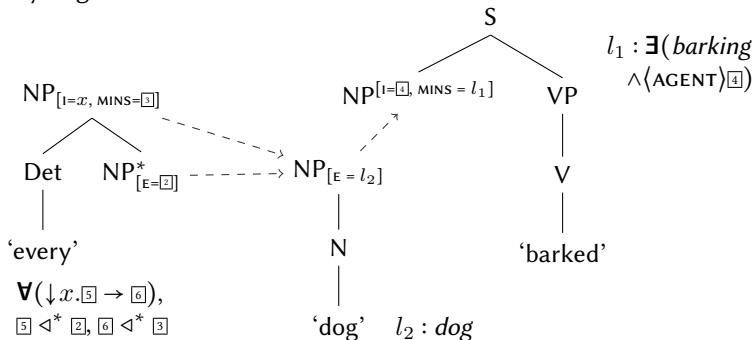 S
l₁ : ∃(barking
∧⟨AGENT⟩4)
NP[I=x, MINS=3]
NP[I=4, MINS = l₁]
VP
Det
NP*[E=2]
NP[E = l₂]
V
‘every’
N
‘barked’
∀(↓x.5 → 6),
5 ◁* 2, 6 ◁* 3
‘dog’ l₂ : dog